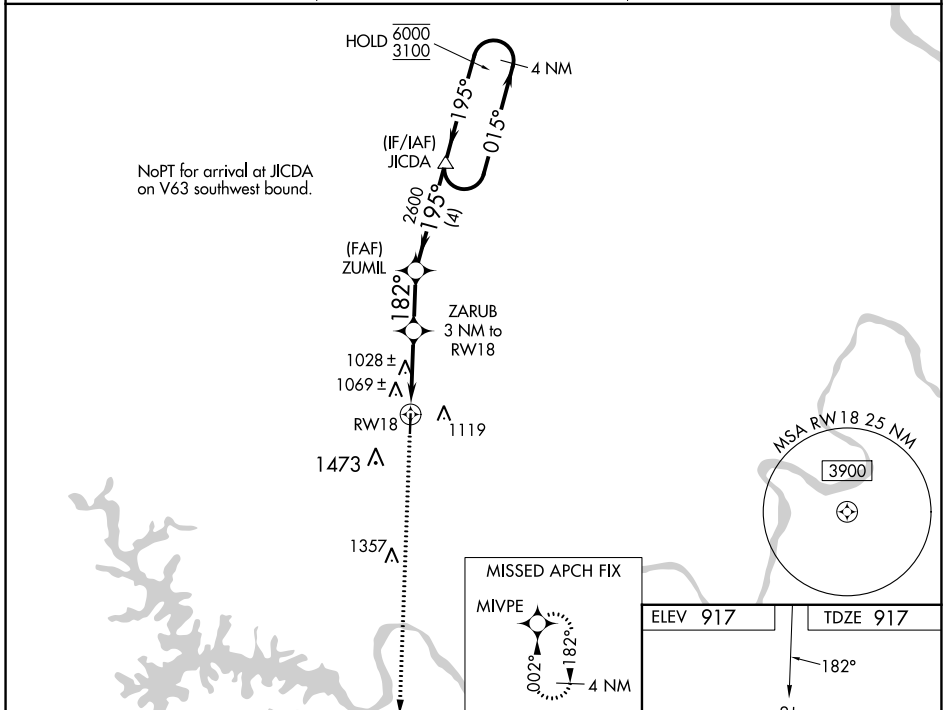 HOLD 6000
3100
4 NM
195°
015°
(IF/IAF)
JICDA
NoPT for arrival at JICDA
on V63 southwest bound.
2600
195°
(4)
(FAF)
ZUMIL
182°
ZARUB
3 NM to
RW18
1028 ±
1069 ±
RW18
1119
1473
MSA RW18 25 NM
3900
1357
MISSED APCH FIX
MIVPE
002°
182°
4 NM
ELEV 917
TDZE 917
182°